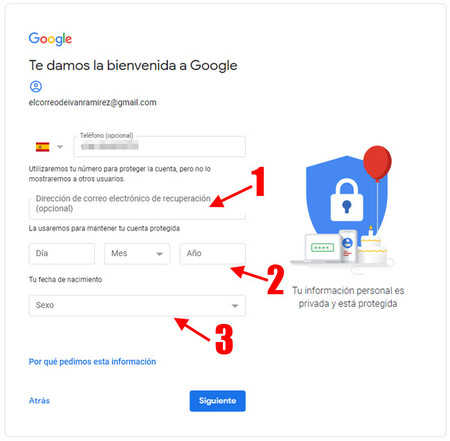 Google
Te damos la bienvenida a Google
elcorreodeivanramirez@gmail.com
Teléfono (opcional)
Utilizaremos tu número para proteger la cuenta, pero no lo
mostraremos a otros usuarios.
1
Dirección de correo electrónico de recuperación
(opcional)
La usaremos para mantener tu cuenta protegida
Día
Mes
Año
2
Tu fecha de nacimiento
Sexo
3
Tu información personal es
privada y está protegida
Por qué pedimos esta información
Atrás
Siguiente